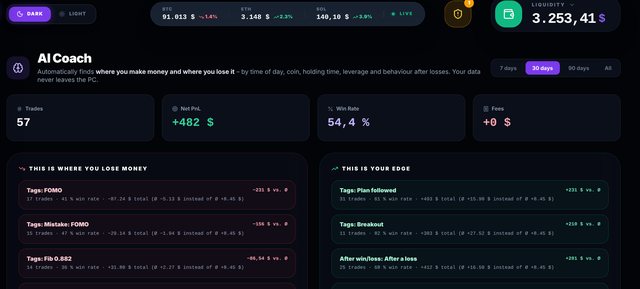 DARK LIGHT
BTC ETH SOL
91.013 $ 1.4% 3.148 $ +2.3% 140,10 $ +3.9% LIVE
LIQUIDITY
3.253,41 $
AI Coach
Automatically finds where you make money and where you lose it – by time of day, coin, holding time, leverage and behaviour after losses. Your data
never leaves the PC.
7 days 30 days 90 days All
Trades Net PnL Win Rate Fees
57 +482 $ 54,4 % +0 $
THIS IS WHERE YOU LOSE MONEY
Tags: FOMO −231 $ vs. Ø
17 trades · 41 % win rate · −87.24 $ total (Ø −5.13 $ instead of Ø +8.45 $)
Tags: Mistake: FOMO −156 $ vs. Ø
15 trades · 47 % win rate · −29.14 $ total (Ø −1.94 $ instead of Ø +8.45 $)
Tags: Fib 0.882 −86,54 $ vs. Ø
14 trades · 36 % win rate · +31.80 $ total (Ø +2.27 $ instead of Ø +8.45 $)
THIS IS YOUR EDGE
Tags: Plan followed +231 $ vs. Ø
31 trades · 61 % win rate · +493 $ total (Ø +15.90 $ instead of Ø +8.45 $)
Tags: Breakout +210 $ vs. Ø
11 trades · 82 % win rate · +303 $ total (Ø +27.52 $ instead of Ø +8.45 $)
After win/loss: After a loss +201 $ vs. Ø
25 trades · 68 % win rate · +412 $ total (Ø +16.50 $ instead of Ø +8.45 $)